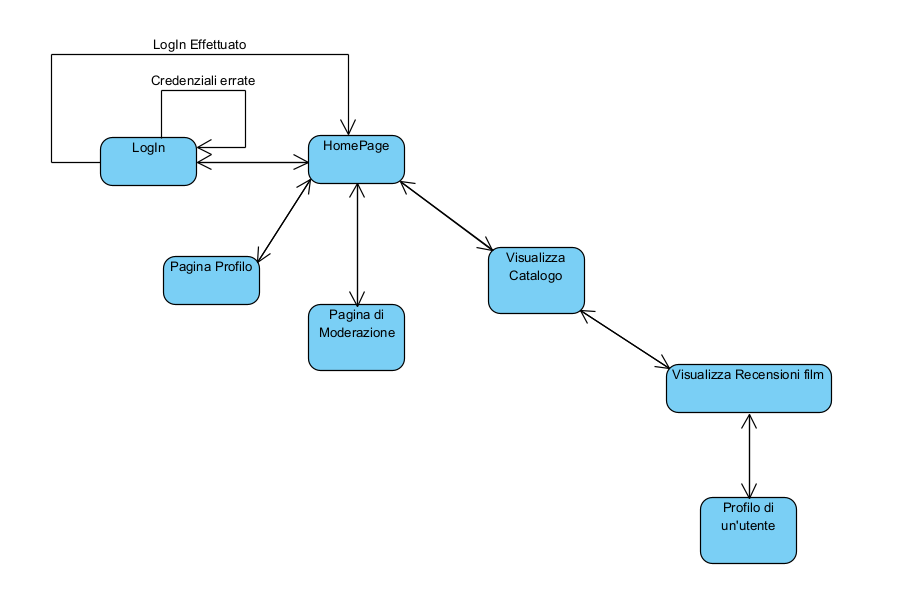 LogIn Effettuato
Credenziali errate
LogIn
HomePage
Pagina Profilo
Visualizza
Catalogo
Pagina di
Moderazione
Visualizza Recensioni film
Profilo di
un'utente